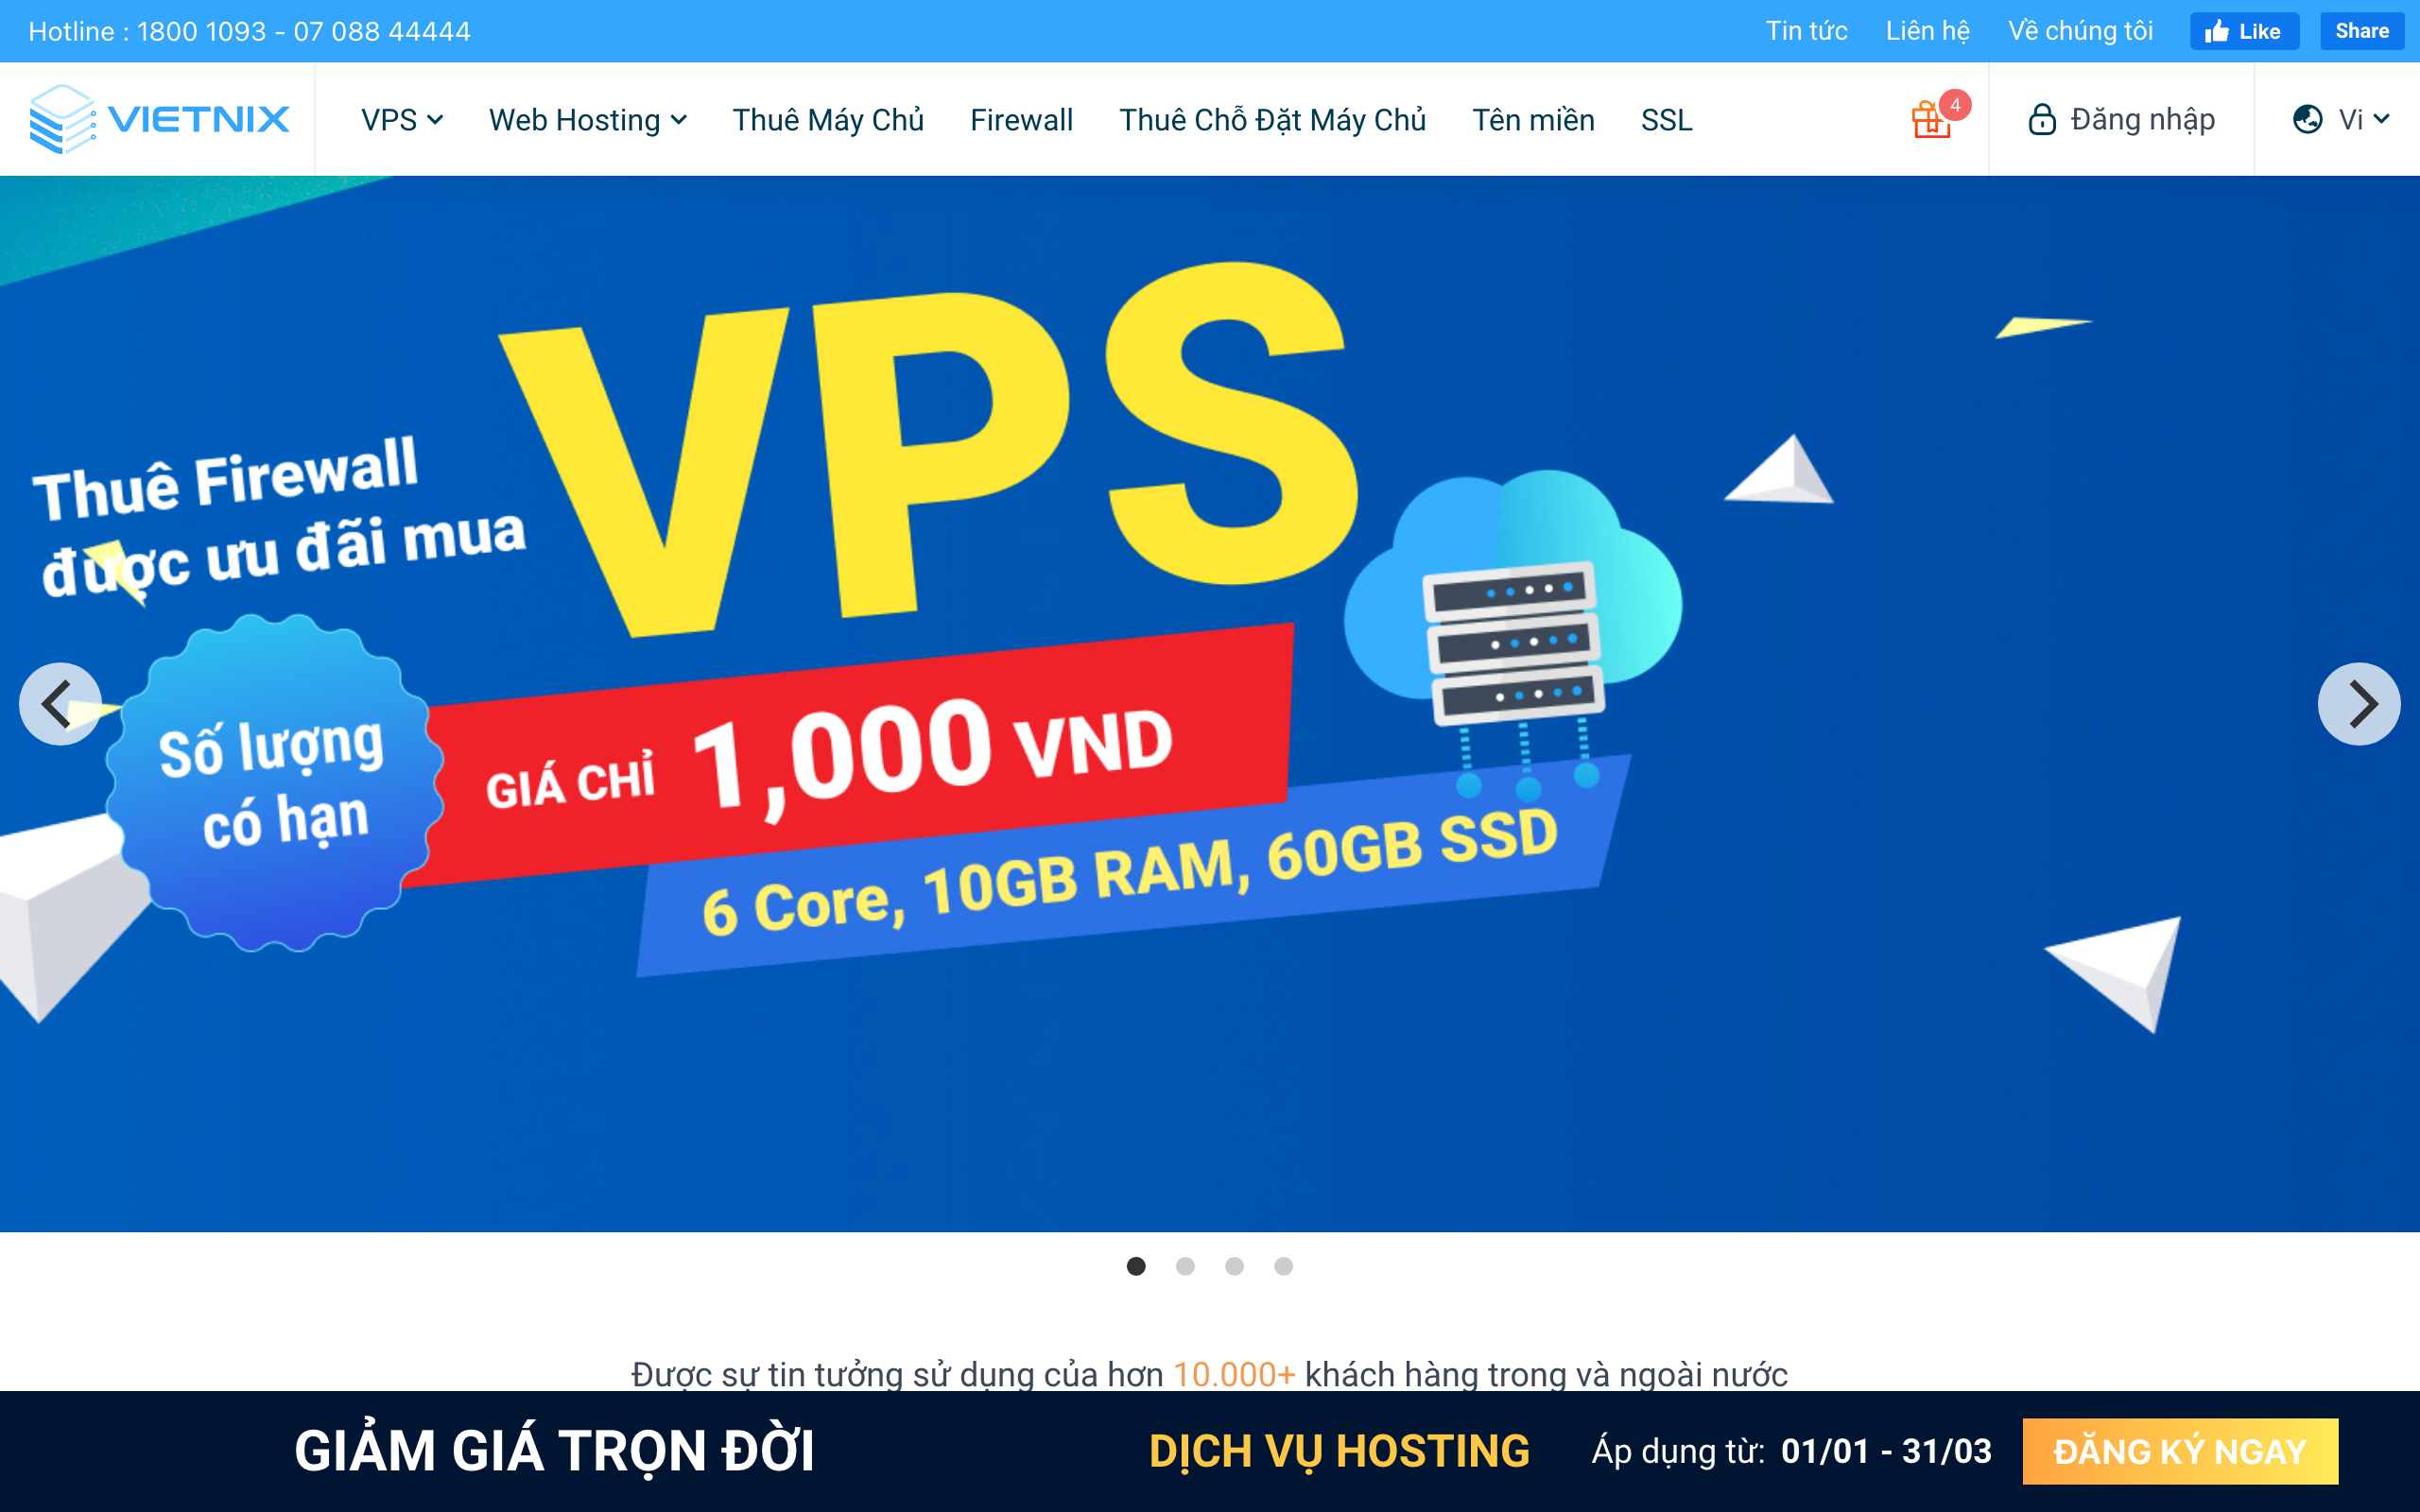 Hotline : 1800 1093 - 07 088 44444
Tin tức
Liên hệ
Về chúng tôi
Like
Share
VIETNIX
VPS
Web Hosting
Thuê Máy Chủ
Firewall
Thuê Chỗ Đặt Máy Chủ
Tên miền
SSL
4
Đăng nhập
Vi
Thuê Firewall
được ưu đãi mua
VPS
Số lượng
có hạn
GIÁ CHỈ 1,000 VND
6 Core, 10GB RAM, 60GB SSD
Được sự tin tưởng sử dụng của hơn 10.000+ khách hàng trong và ngoài nước
GIẢM GIÁ TRỌN ĐỜI
DỊCH VỤ HOSTING
Áp dụng từ: 01/01 - 31/03
ĐĂNG KÝ NGAY